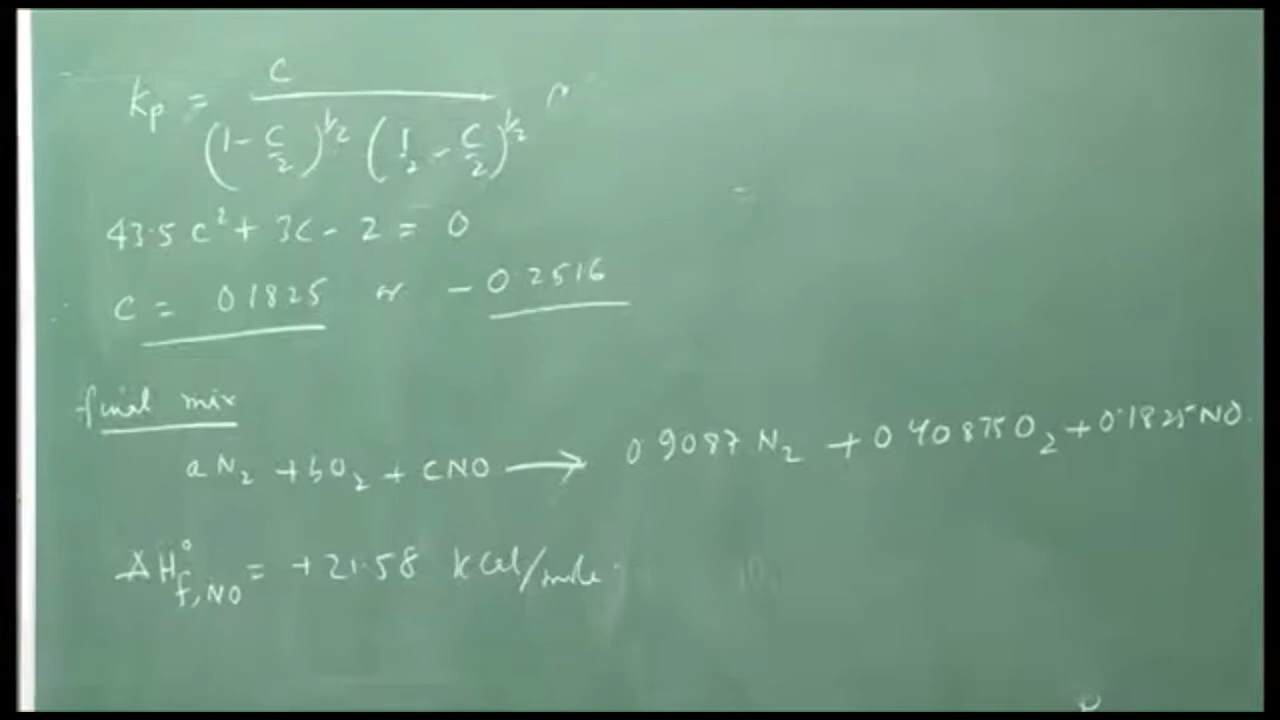 Kp = C / (1 - C/2)^1/2 (1/2 - C/2)^1/2
43.5 C² + 3C - 2 = 0
∴ C = 0.1825 or - 0.2516
final mix
a N₂ + bO₂ + CNO ⟶ 0.9087 N₂ + 0.40875 O₂ + 0.1825 NO.
ΔH°f,NO = +21.58 kcal/mole